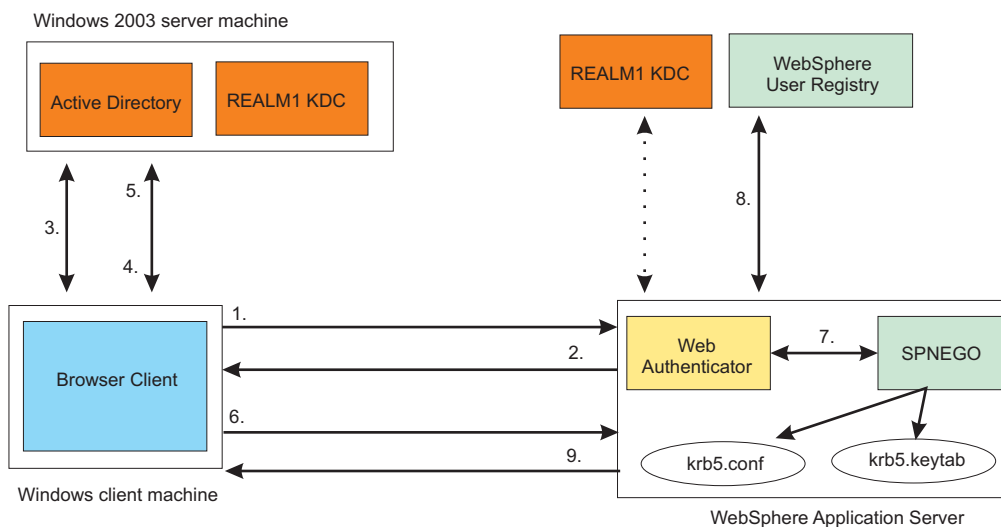 Windows 2003 server machine
Active Directory
REALM1 KDC
REALM1 KDC
WebSphere
User Registry
3.
5.
4.
8.
1.
2.
6.
9.
Browser Client
Windows client machine
Web
Authenticator
7.
SPNEGO
krb5.conf
krb5.keytab
WebSphere Application Server